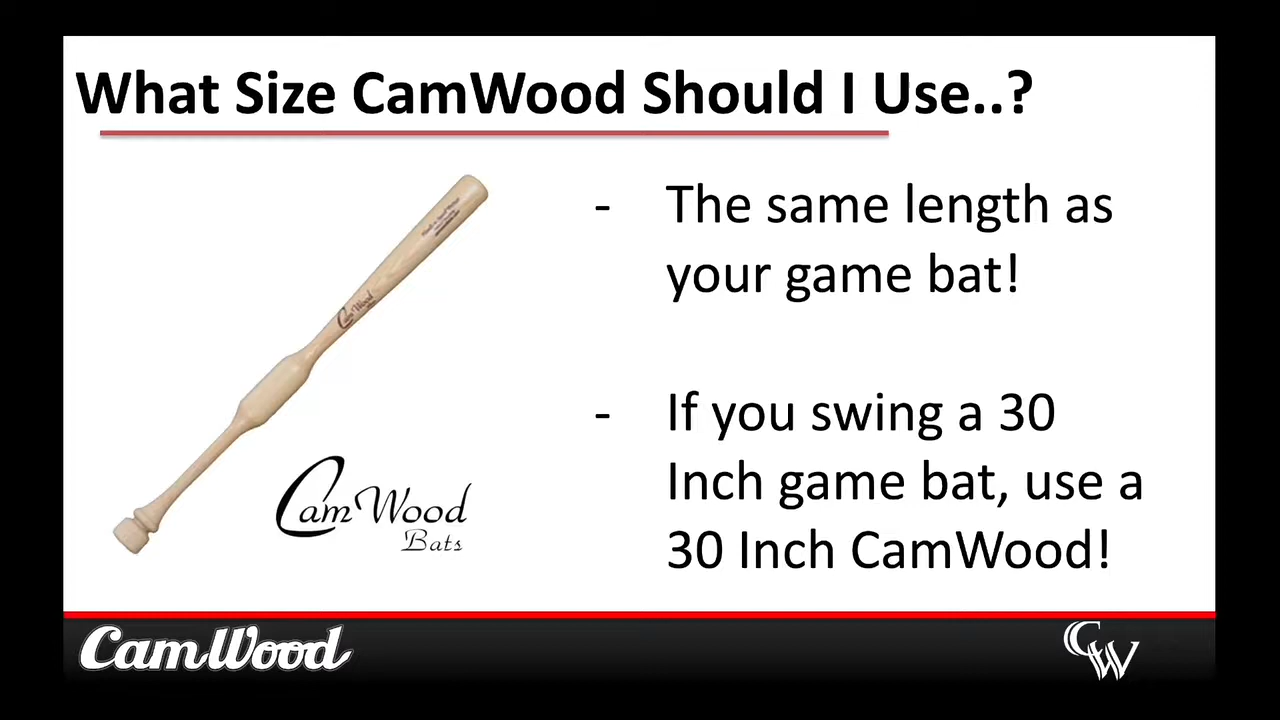 What Size CamWood Should I Use..?
- The same length as
your game bat!
- If you swing a 30
Inch game bat, use a
30 Inch CamWood!
CamWood
CamWood
Bats
CamWood
CW